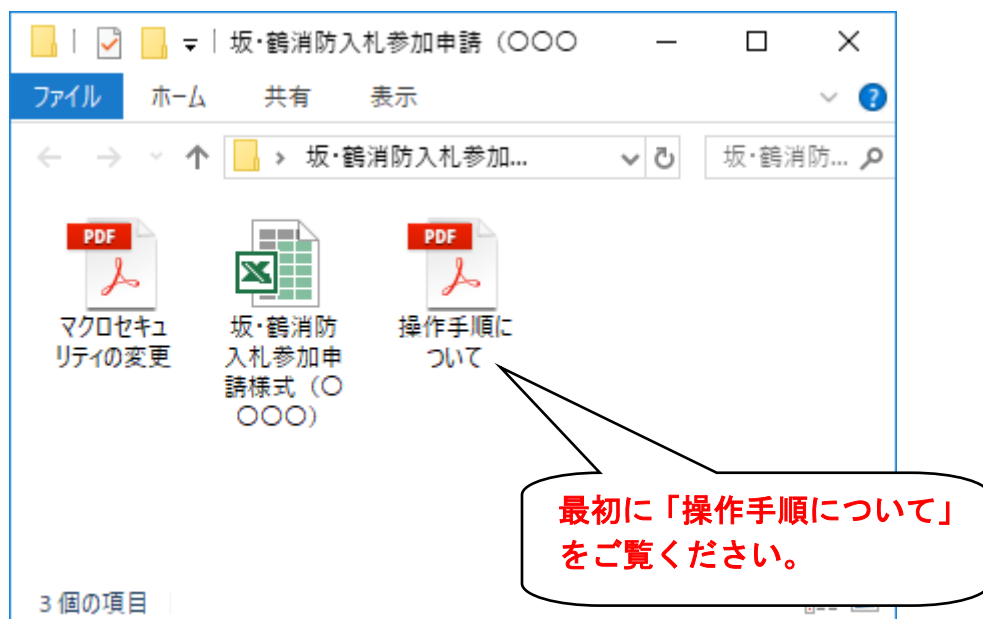 坂・鶴消防入札参加申請（〇〇〇
ファイル ホーム 共有 表示
坂・鶴消防入札参加... 坂・鶴消防...
PDF
マクロセキュ
リティの変更
坂・鶴消防
入札参加申
請様式（〇
〇〇〇）
PDF
操作手順に
ついて
最初に「操作手順について」
をご覧ください。
3 個の項目